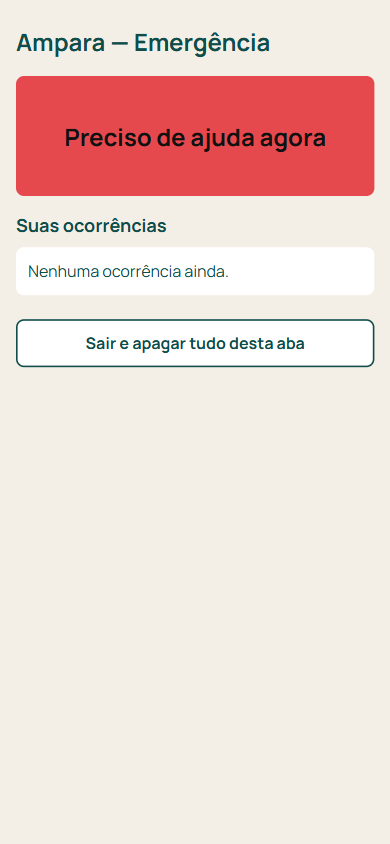 Ampara — Emergência
Preciso de ajuda agora
Suas ocorrências
Nenhuma ocorrência ainda.
Sair e apagar tudo desta aba